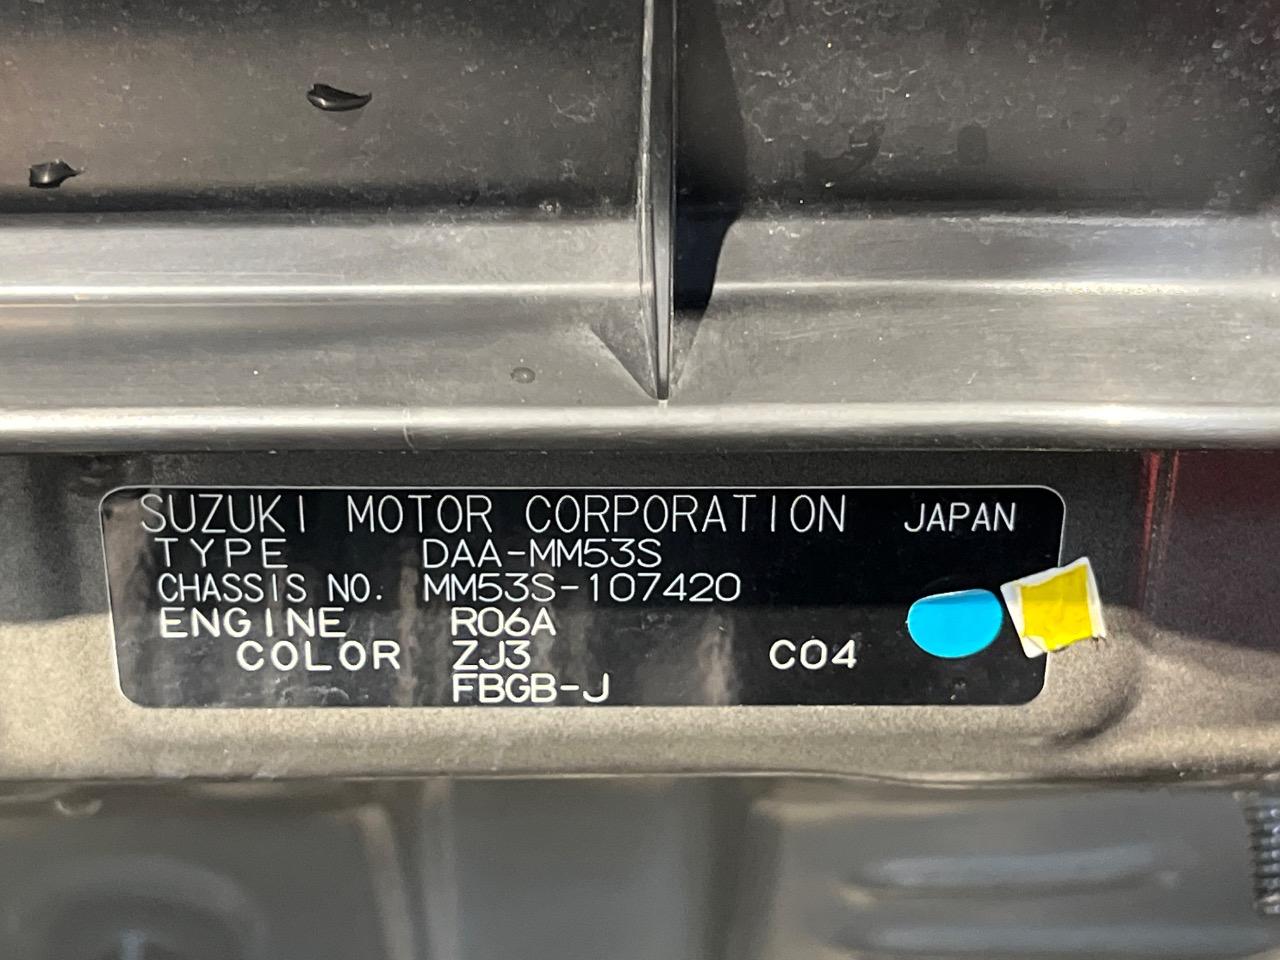 SUZUKI MOTOR CORPORATION JAPAN
TYPE DAA-MM53S
CHASSIS NO. MM53S-107420
ENGINE R06A
COLOR ZJ3 C04
FBGB-J